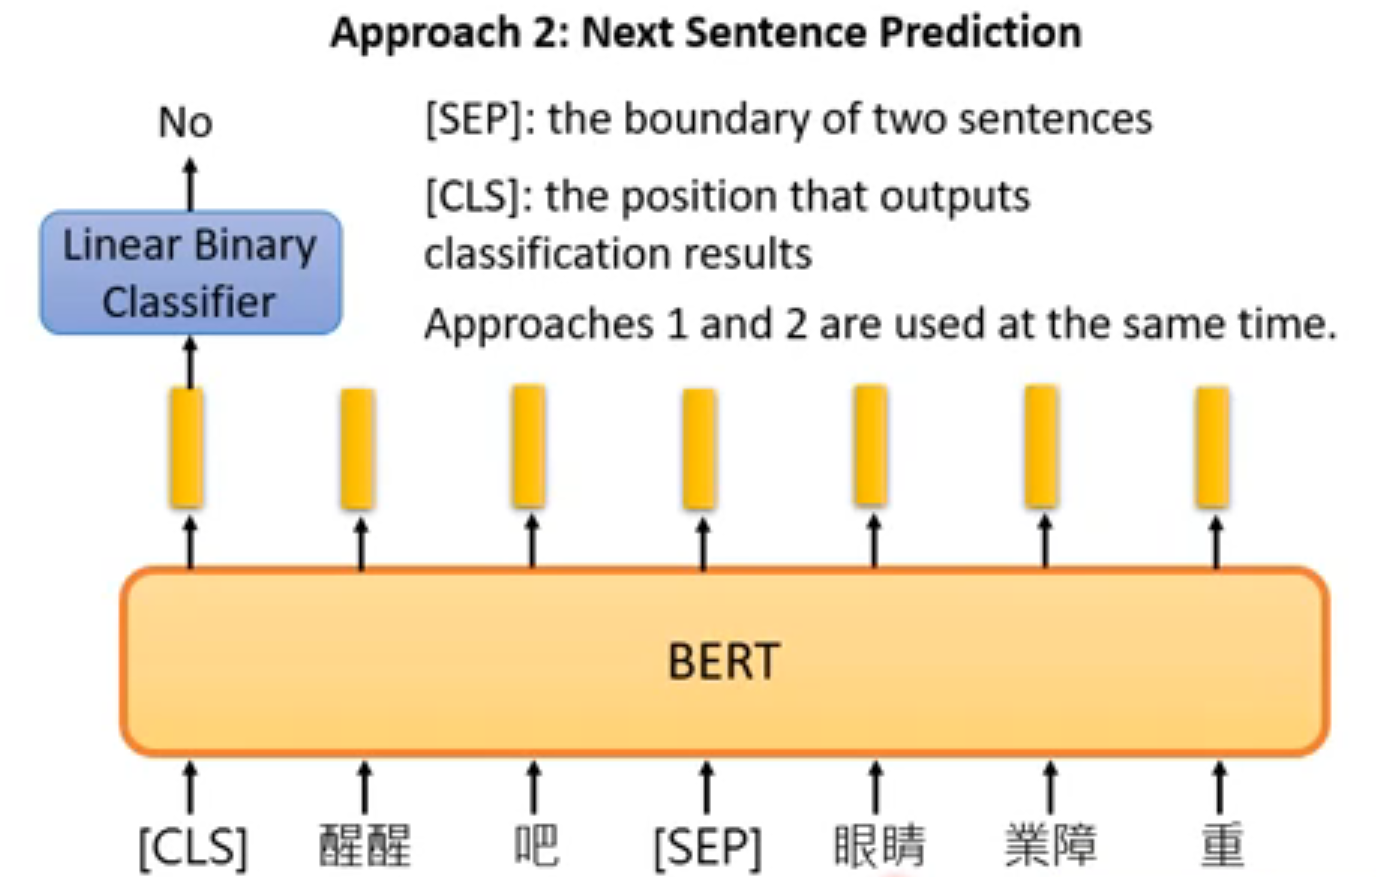 Approach 2: Next Sentence Prediction
No
[SEP]: the boundary of two sentences
[CLS]: the position that outputs
classification results
Linear Binary
Classifier
Approaches 1 and 2 are used at the same time.
BERT
[CLS] 醒醒 吧 [SEP] 眼睛 業障 重